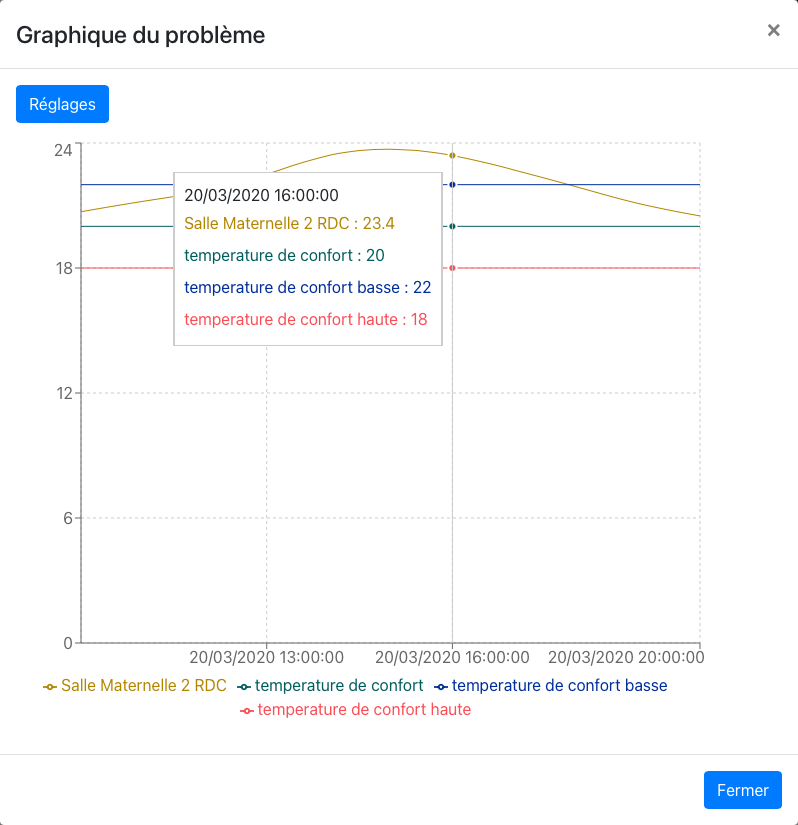 Graphique du problème
×
Réglages
24
18
12
6
0
20/03/2020 16:00:00
Salle Maternelle 2 RDC : 23.4
temperature de confort : 20
temperature de confort basse : 22
temperature de confort haute : 18
20/03/2020 13:00:00 20/03/2020 16:00:00 20/03/2020 20:00:00
Salle Maternelle 2 RDC temperature de confort temperature de confort basse
temperature de confort haute
Fermer